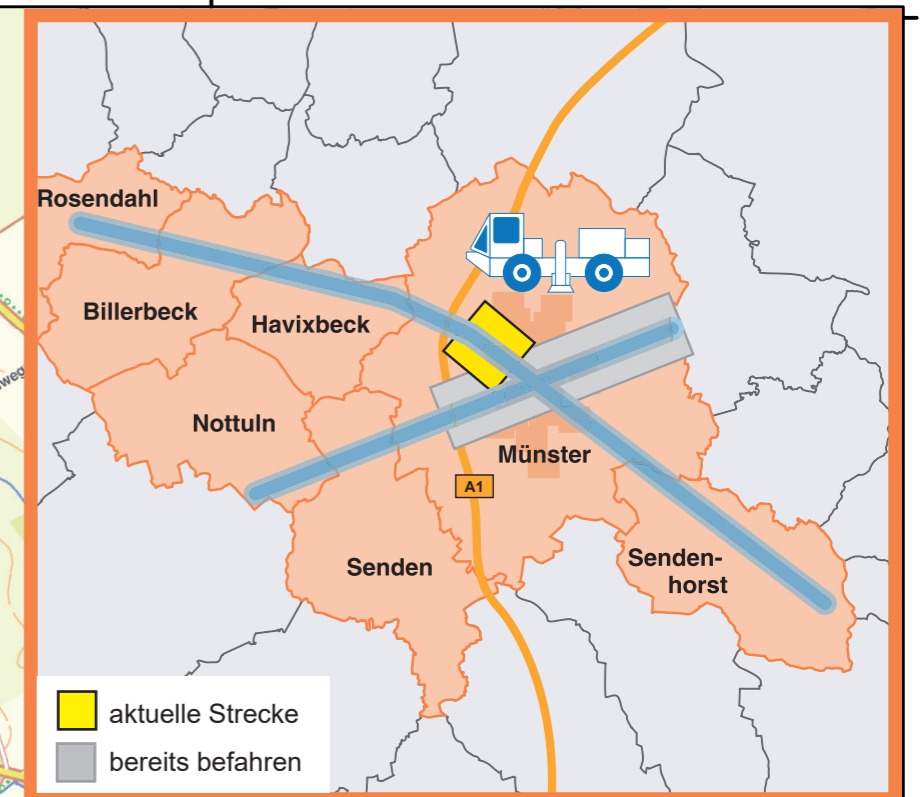 Rosendahl
Billerbeck
Havixbeck
Nottuln
Münster
A1
Senden
Senden-
horst
aktuelle Strecke
bereits befahren